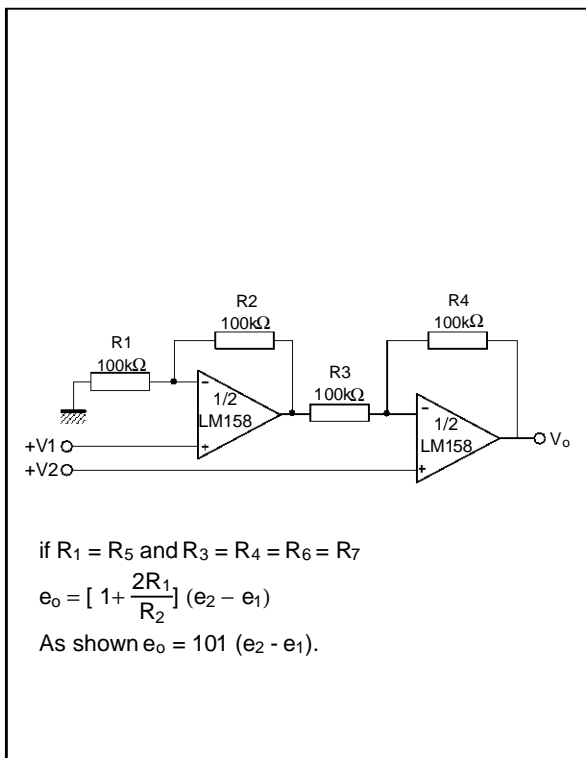 R2
100kΩ
R4
100kΩ
R1
100kΩ
R3
100kΩ
1/2
LM158
1/2
LM158
+V1
+V2
Vo
if R1 = R5 and R3 = R4 = R6 = R7
eo = [ 1+ 2R1/R2 ] (e2 – e1)
As shown eo = 101 (e2 - e1).